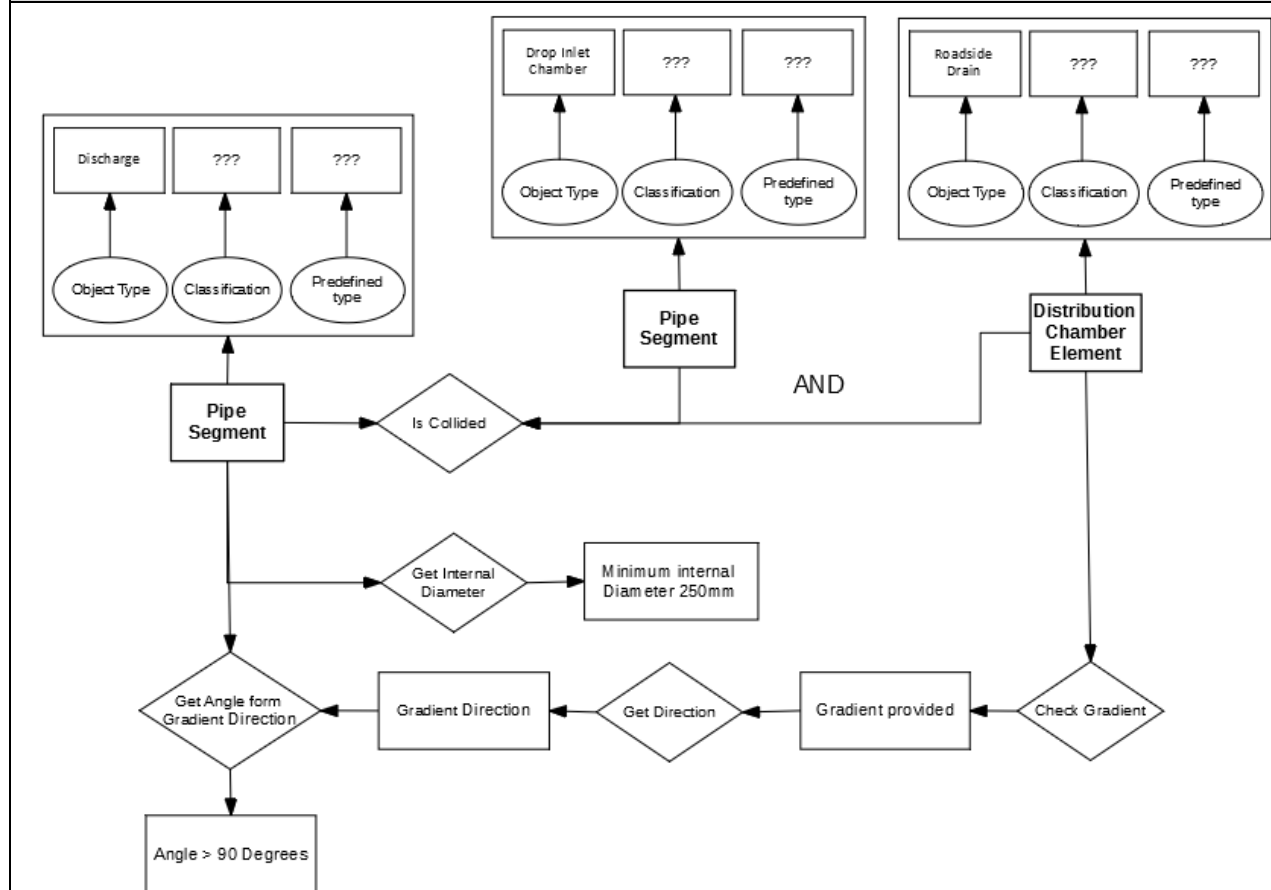 Drop Inlet
Chamber
???
???
Roadside
Drain
???
???
Object Type
Classification
Predefined
type
Object Type
Classification
Predefined
type
Discharge
???
???
Object Type
Classification
Predefined
type
Pipe
Segment
Distribution
Chamber
Element
AND
Pipe
Segment
Is Collided
Get Internal
Diameter
Minimum internal
Diameter 250mm
Get Angle form
Gradient Direction
Gradient Direction
Get Direction
Gradient provided
Check Gradient
Angle > 90 Degrees